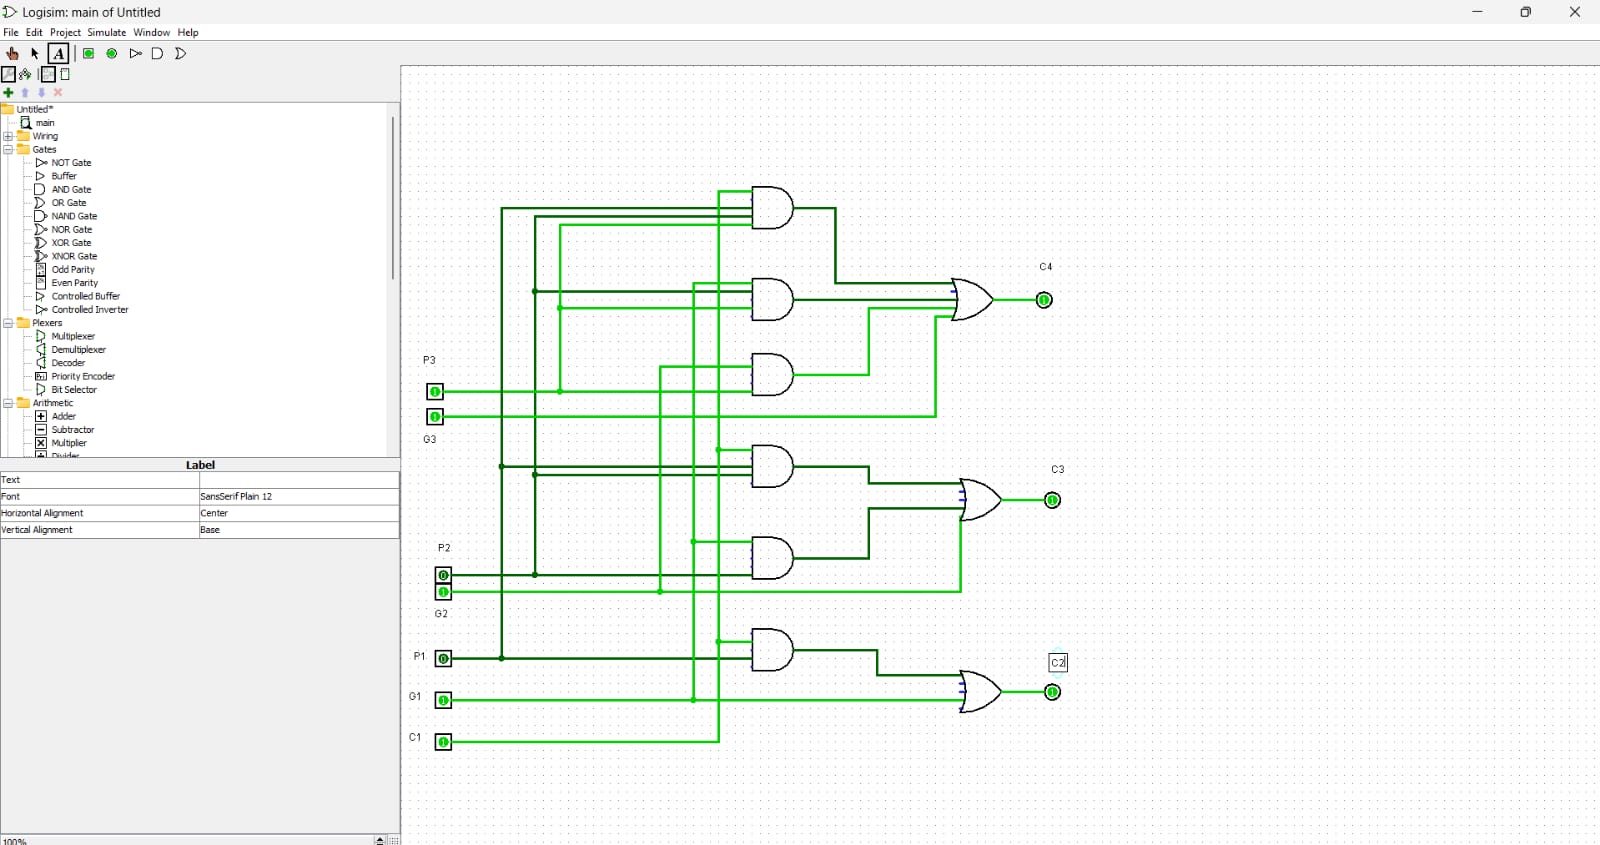 Logisim: main of Untitled
File Edit Project Simulate Window Help
A
Untitled*
main
Wiring
Gates
NOT Gate
Buffer
AND Gate
OR Gate
NAND Gate
NOR Gate
XOR Gate
XNOR Gate
Odd Parity
Even Parity
Controlled Buffer
Controlled Inverter
Plexers
Multiplexer
Demultiplexer
Decoder
Priority Encoder
Bit Selector
Arithmetic
Adder
Subtractor
Multiplier
Divider
Label
Text
Font SansSerif Plain 12
Horizontal Alignment Center
Vertical Alignment Base
100%
C4
1
P3
1
1
G3
C3
1
P2
0
1
G2
P1 0
C2
G1 1
1
C1 1